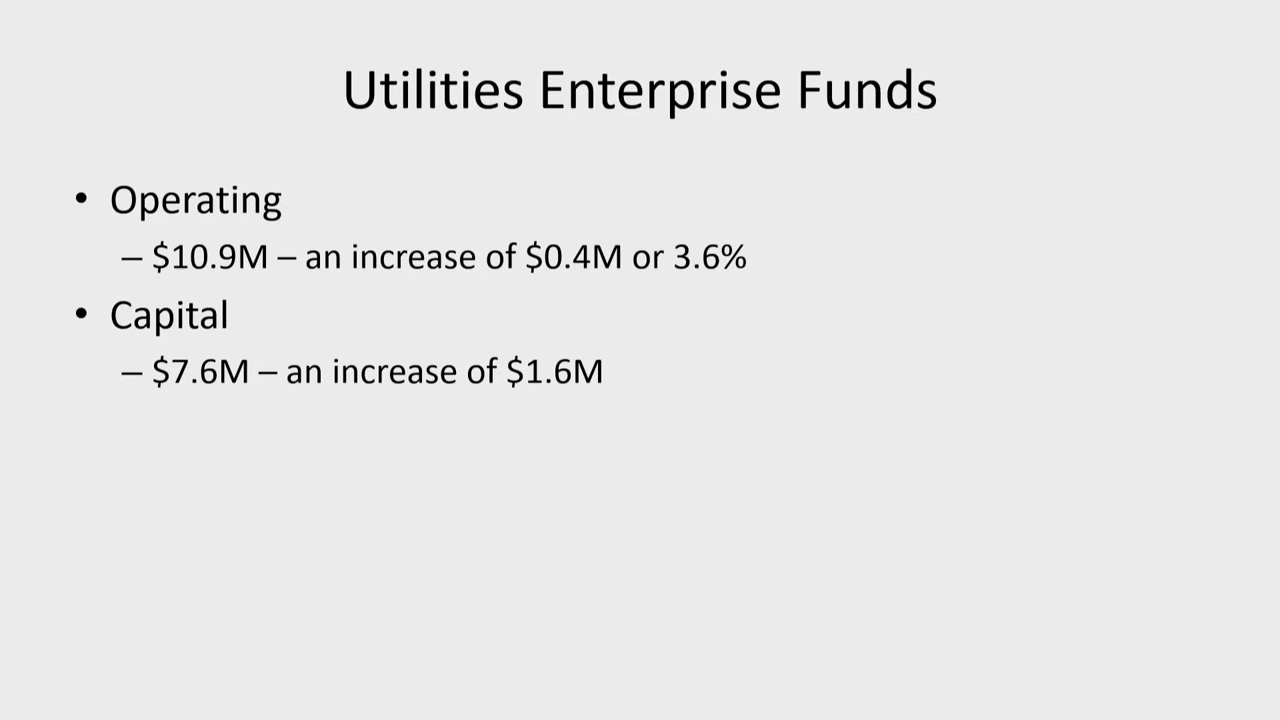 Utilities Enterprise Funds
• Operating
– $10.9M – an increase of $0.4M or 3.6%
• Capital
– $7.6M – an increase of $1.6M